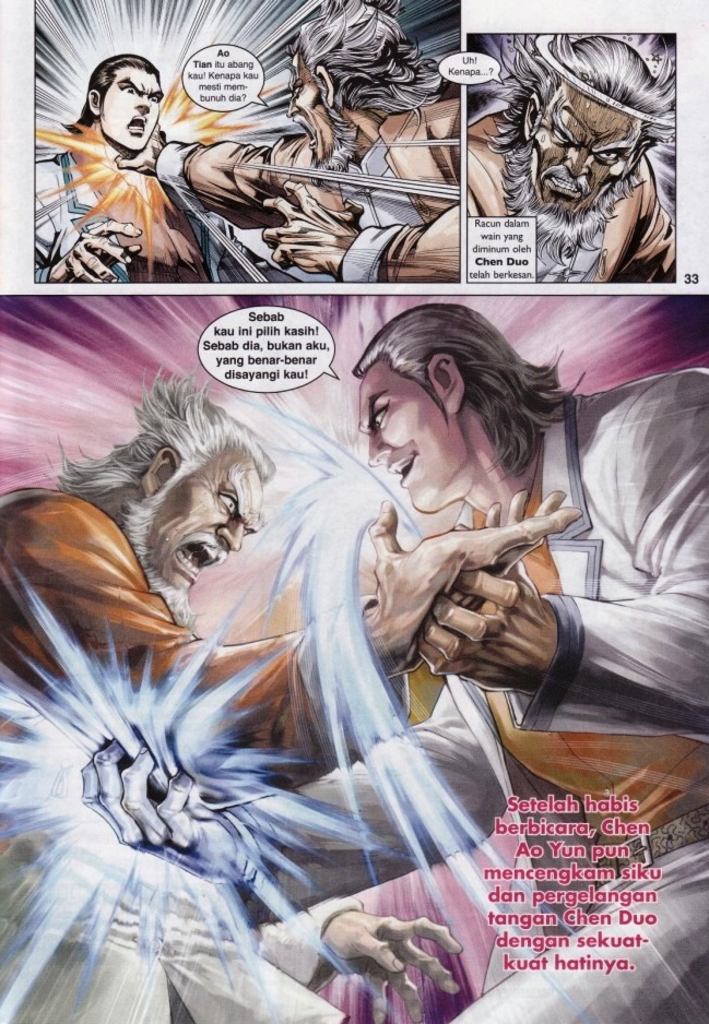 Ao
Tian itu abang
kau! Kenapa kau
mesti mem-
bunuh dia?
Uh!
Kenapa...?
Racun dalam
wain yang
diminum oleh
Chen Duo
telah berkesan.
33
Sebab
kau ini pilih kasih!
Sebab dia, bukan aku,
yang benar-benar
disayangi kau!
Setelah habis
berbicara, Chen
Ao Yun pun
mencengkam siku
dan pergelangan
tangan Chen Duo
dengan sekuat-
kuat hatinya.